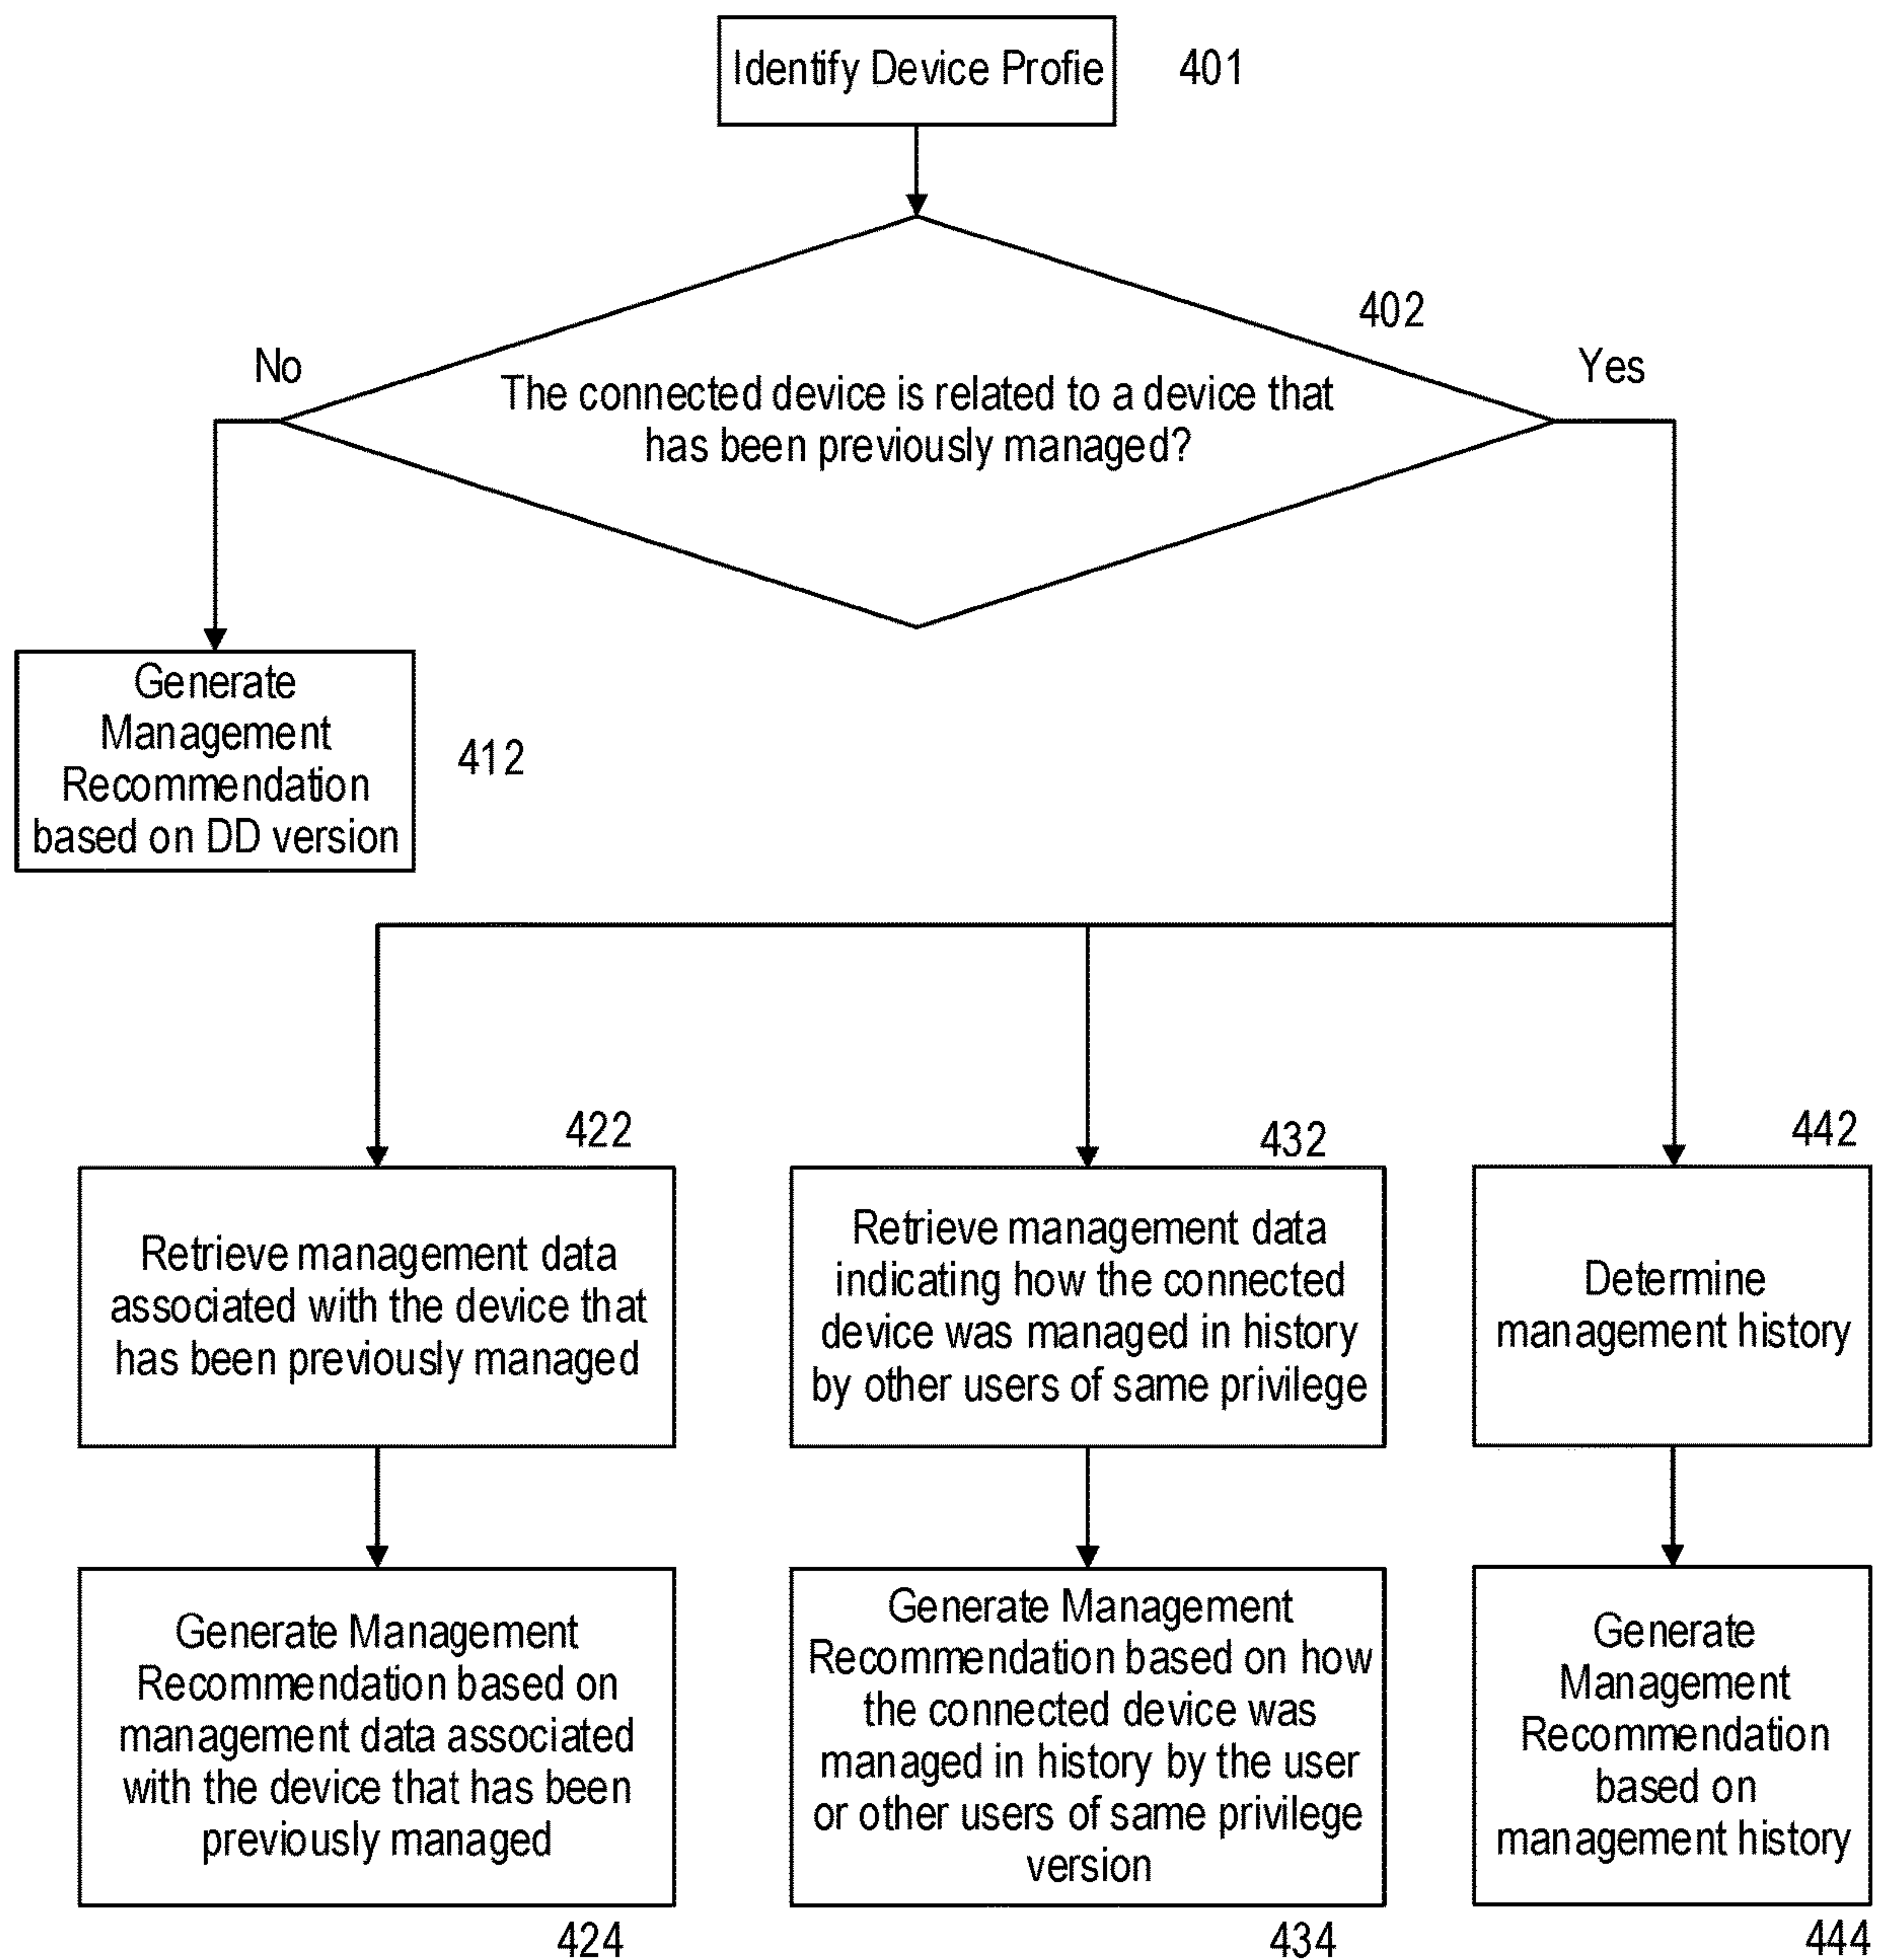 Identify Device Profie
401
402
No
Yes
The connected device is related to a device that
has been previously managed?
Generate
Management
Recommendation
based on DD version
412
422
432
442
Retrieve management data
associated with the device that
has been previously managed
Retrieve management data
indicating how the connected
device was managed in history
by other users of same privilege
Determine
management history
Generate Management
Recommendation based on
management data associated
with the device that has been
previously managed
Generate Management
Recommendation based on how
the connected device was
managed in history by the user
or other users of same privilege
version
Generate
Management
Recommendation
based on
management history
424
434
444